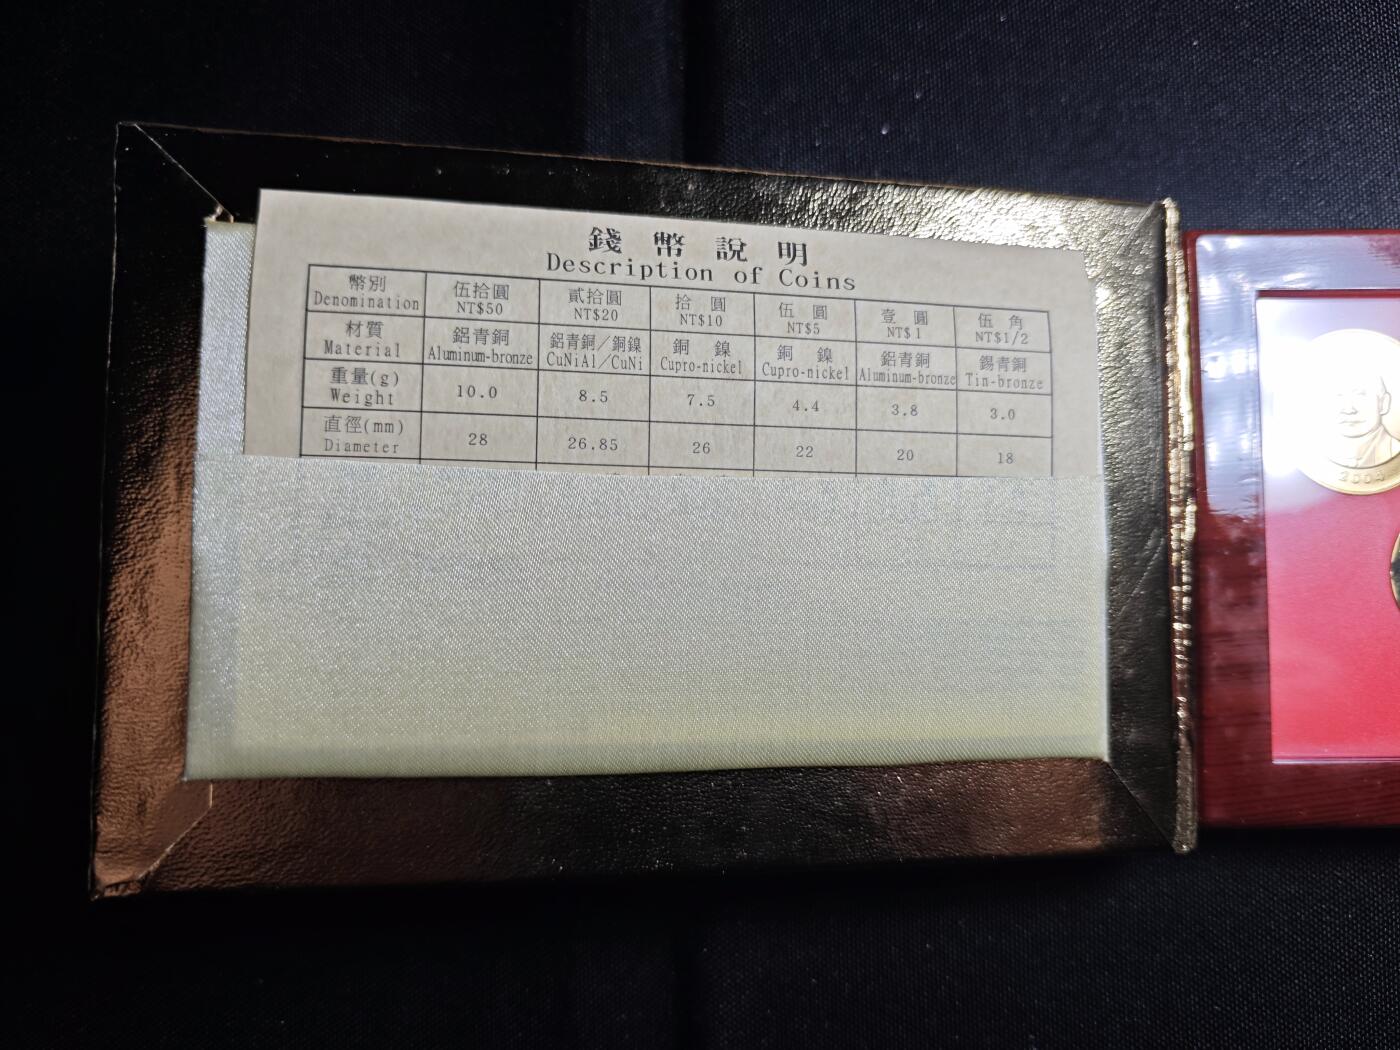 錢幣說明
Description of Coins
幣別 伍拾圓 貳拾圓 拾圓 伍圓 壹圓 伍角
Denomination NT$50 NT$20 NT$10 NT$5 NT$1 NT$1/2
材質 鋁青銅 鋁青銅/銅鎳 銅鎳 銅鎳 鋁青銅 錫青銅
Material Aluminum-bronze CuNiAl/CuNi Cupro-nickel Cupro-nickel Aluminum-bronze Tin-bronze
重量(g) 10.0 8.5 7.5 4.4 3.8 3.0
Weight
直徑(mm) 28 26.85 26 22 20 18
Diameter
2004